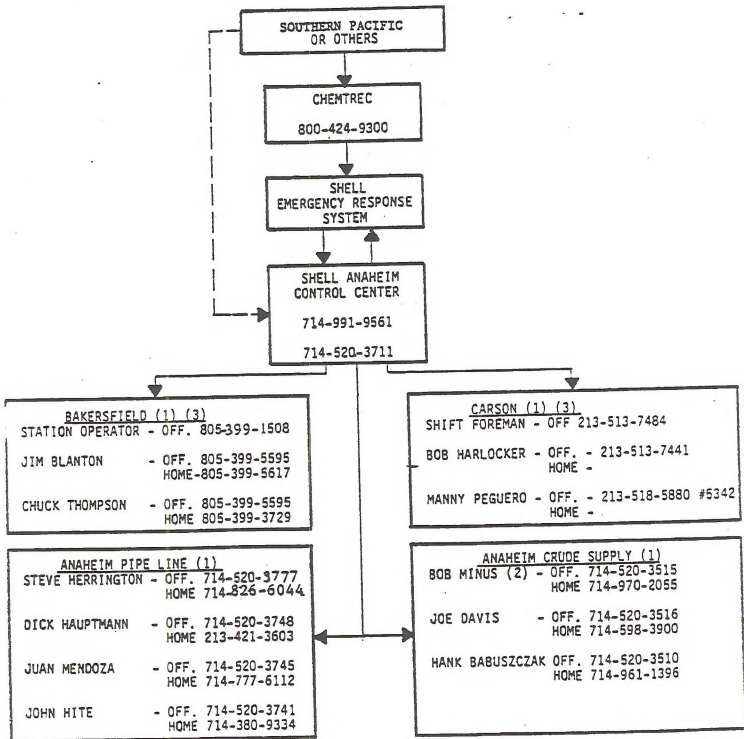 SOUTHERN PACIFIC
OR OTHERS
CHEMTREC
800-424-9300
SHELL
EMERGENCY RESPONSE
SYSTEM
SHELL ANAHEIM
CONTROL CENTER
714-991-9561
714-520-3711
BAKERSFIELD (1) (3)
STATION OPERATOR - OFF. 805-399-1508
JIM BLANTON - OFF. 805-399-5595
HOME-805-399-5617
CHUCK THOMPSON - OFF. 805-399-5595
HOME 805-399-3729
CARSON (1) (3)
SHIFT FOREMAN - OFF 213-513-7484
BOB HARLOCKER - OFF. - 213-513-7441
HOME -
MANNY PEGUERO - OFF. - 213-518-5880 #5342
HOME -
ANAHEIM PIPE LINE (1)
STEVE HERRINGTON - OFF. 714-520-3777
HOME 714-826-6044
DICK HAUPTMANN - OFF. 714-520-3748
HOME 213-421-3603
JUAN MENDOZA - OFF. 714-520-3745
HOME 714-777-6112
JOHN HITE - OFF. 714-520-3741
HOME 714-380-9334
ANAHEIM CRUDE SUPPLY (1)
BOB MINUS (2) - OFF. 714-520-3515
HOME 714-970-2055
JOE DAVIS - OFF. 714-520-3516
HOME 714-598-3900
HANK BABUSZCZAK OFF. 714-520-3510
HOME 714-961-1396